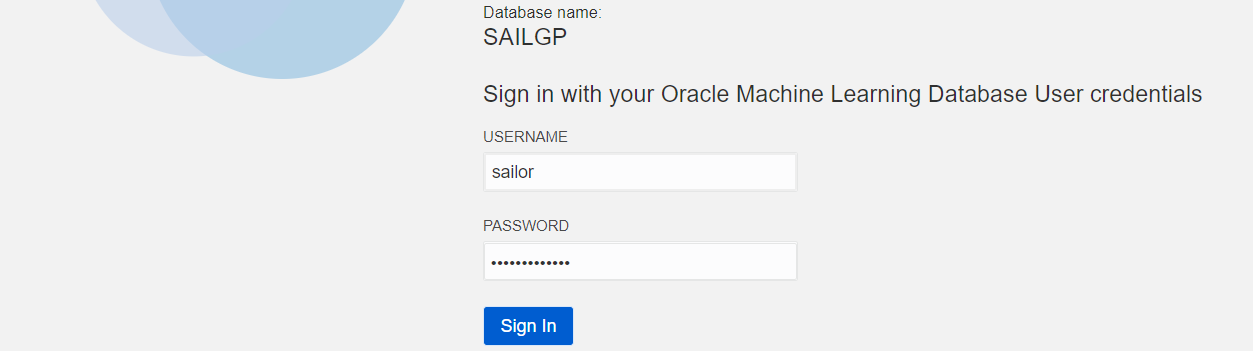 Database name:
SAILGP
Sign in with your Oracle Machine Learning Database User credentials
USERNAME
sailor
PASSWORD
•••••••••••••
Sign In